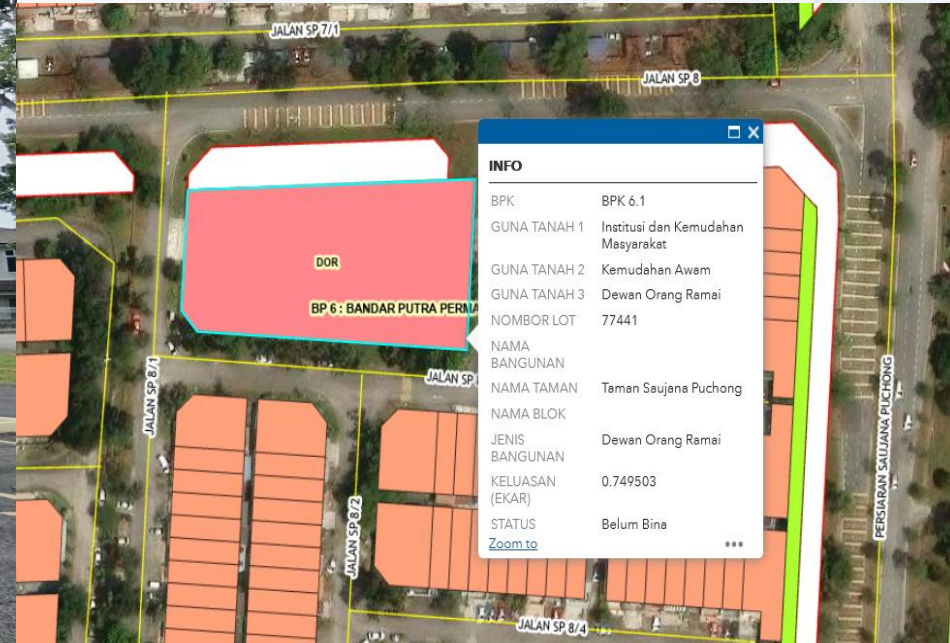 JALAN SP 7/1
JALAN SP 8
DOR
BP 6 : BANDAR PUTRA PERMA
JALAN SP
JALAN SP 8/1
JALAN SP 8/2
JALAN SP 8/4
PERSIARAN SAUJANA PUCHONG
INFO
BPK BPK 6.1
GUNA TANAH 1 Institusi dan Kemudahan
Masyarakat
GUNA TANAH 2 Kemudahan Awam
GUNA TANAH 3 Dewan Orang Ramai
NOMBOR LOT 77441
NAMA
BANGUNAN
NAMA TAMAN Taman Saujana Puchong
NAMA BLOK
JENIS Dewan Orang Ramai
BANGUNAN
KELUASAN 0.749503
(EKAR)
STATUS Belum Bina
Zoom to